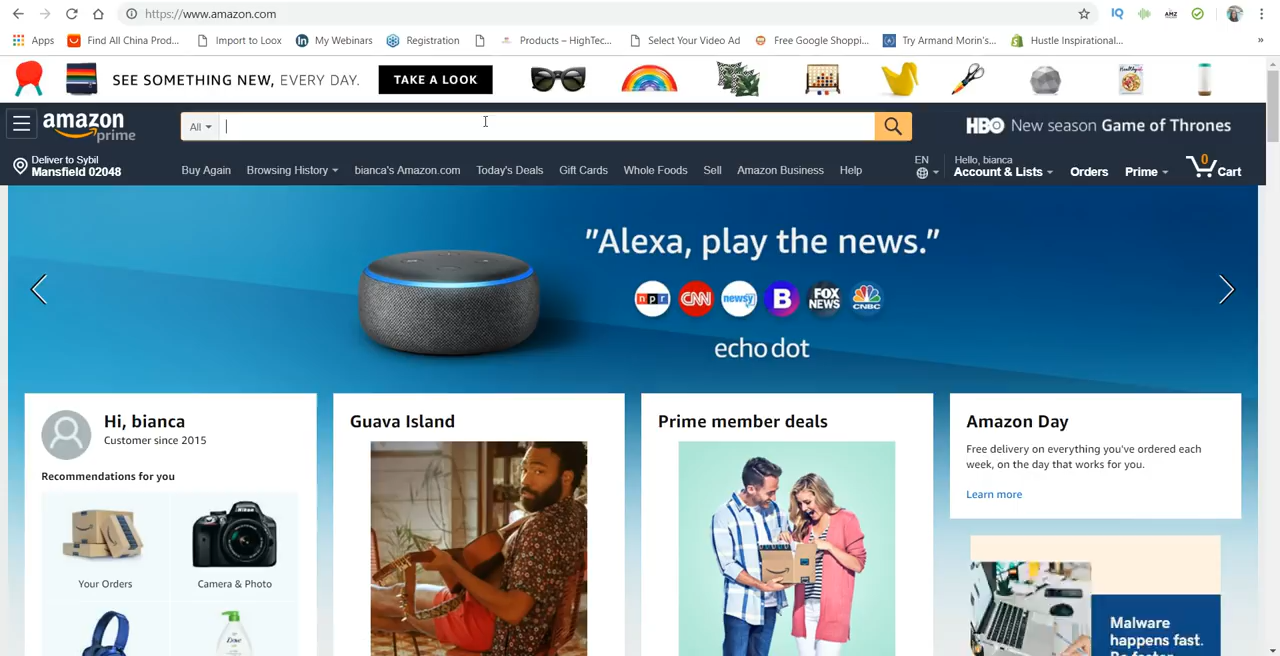 https://www.amazon.com
IQ
AMZ
Apps
Find All China Prod...
Import to Loox
My Webinars
Registration
Products – HighTec...
Select Your Video Ad
Free Google Shoppi...
Try Armand Morin's...
Hustle Inspirational...
»
SEE SOMETHING NEW, EVERY DAY.
TAKE A LOOK
amazon
prime
All
HBO New season Game of Thrones
Deliver to Sybil
Mansfield 02048
Buy Again
Browsing History
bianca's Amazon.com
Today's Deals
Gift Cards
Whole Foods
Sell
Amazon Business
Help
EN
Hello, bianca
Account & Lists
Orders
Prime
0
Cart
"Alexa, play the news."
npr
CNN
newsy
B
FOX
NEWS
CNBC
echo dot
Hi, bianca
Customer since 2015
Recommendations for you
Your Orders
Camera & Photo
Nikon
Dove
Guava Island
Prime member deals
Amazon Day
Free delivery on everything you've ordered each
week, on the day that works for you.
Learn more
Malware
happens fast.